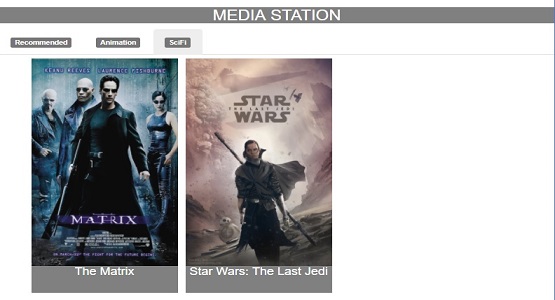 MEDIA STATION
Recommended
Animation
SciFi
KEANU REEVES LAURENCE FISHBURNE
MATRIX
STAR
THE LAST JEDI
WARS
The Matrix
Star Wars: The Last Jedi